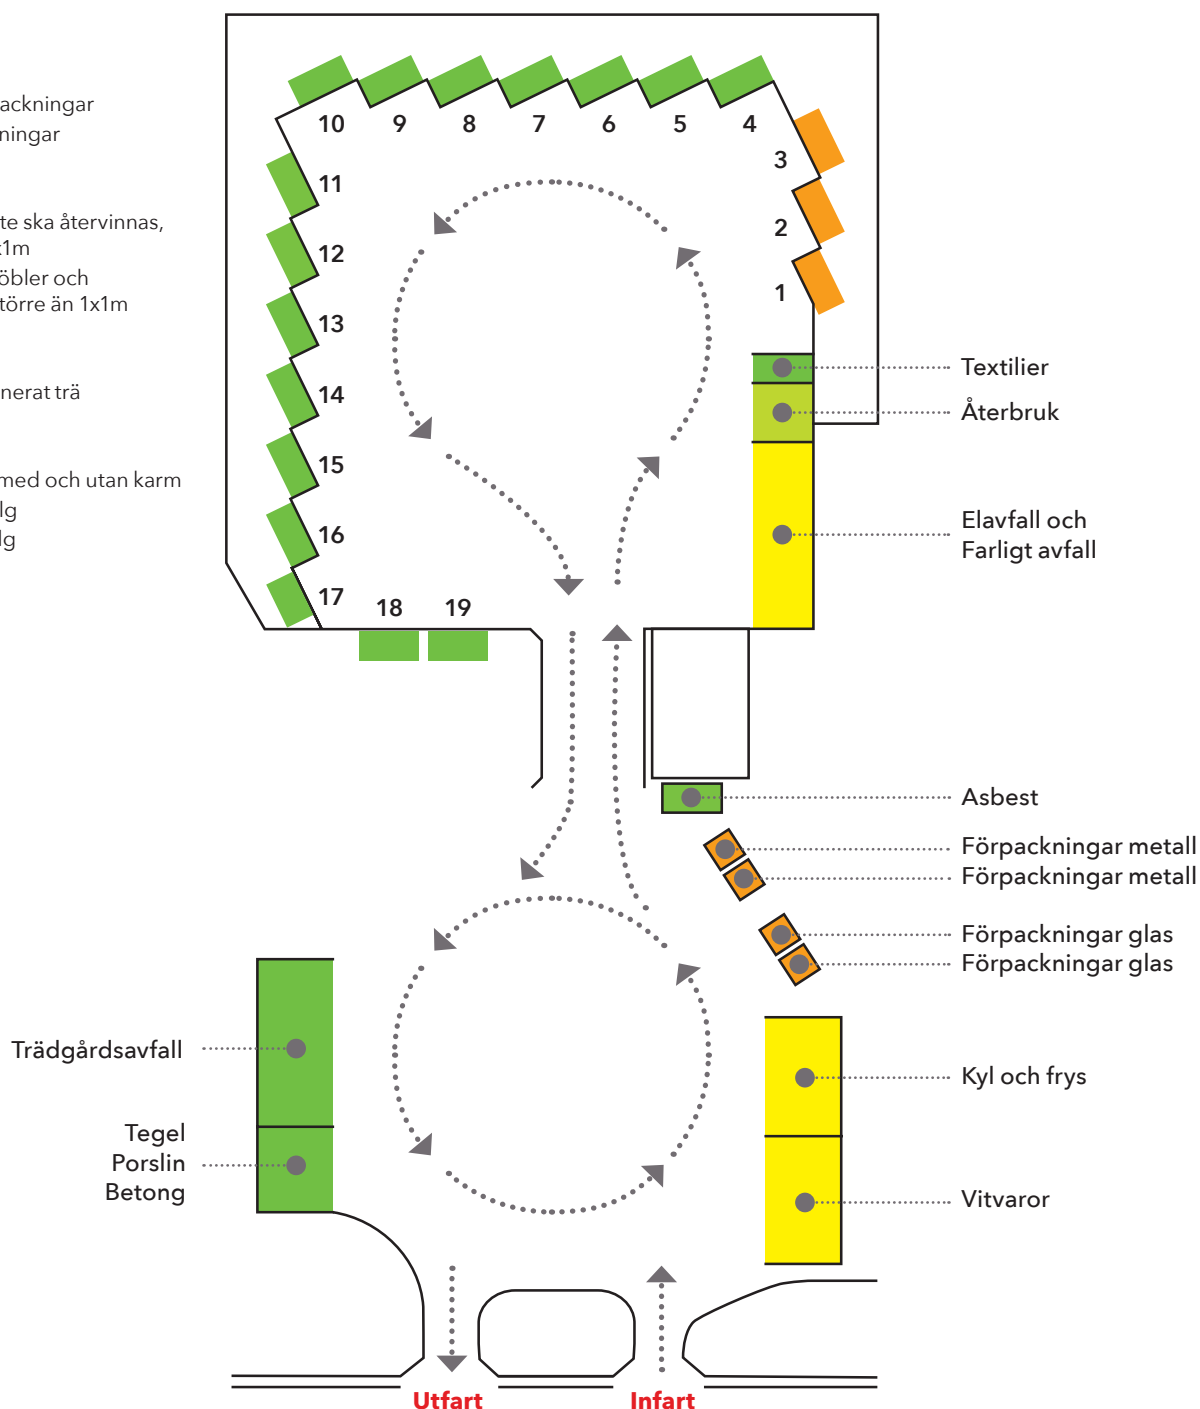 ackningar
ningar
te ska återvinnas,
x1m
öbler och
törre än 1x1m
nerat trä
med och utan karm
lg
lg
10
9
8
7
6
5
4
3
2
1
11
12
13
14
15
16
17
18
19
Textilier
Återbruk
Elavfall och
Farligt avfall
Asbest
Förpackningar metall
Förpackningar metall
Förpackningar glas
Förpackningar glas
Trädgårdsavfall
Tegel
Porslin
Betong
Kyl och frys
Vitvaror
Utfart
Infart